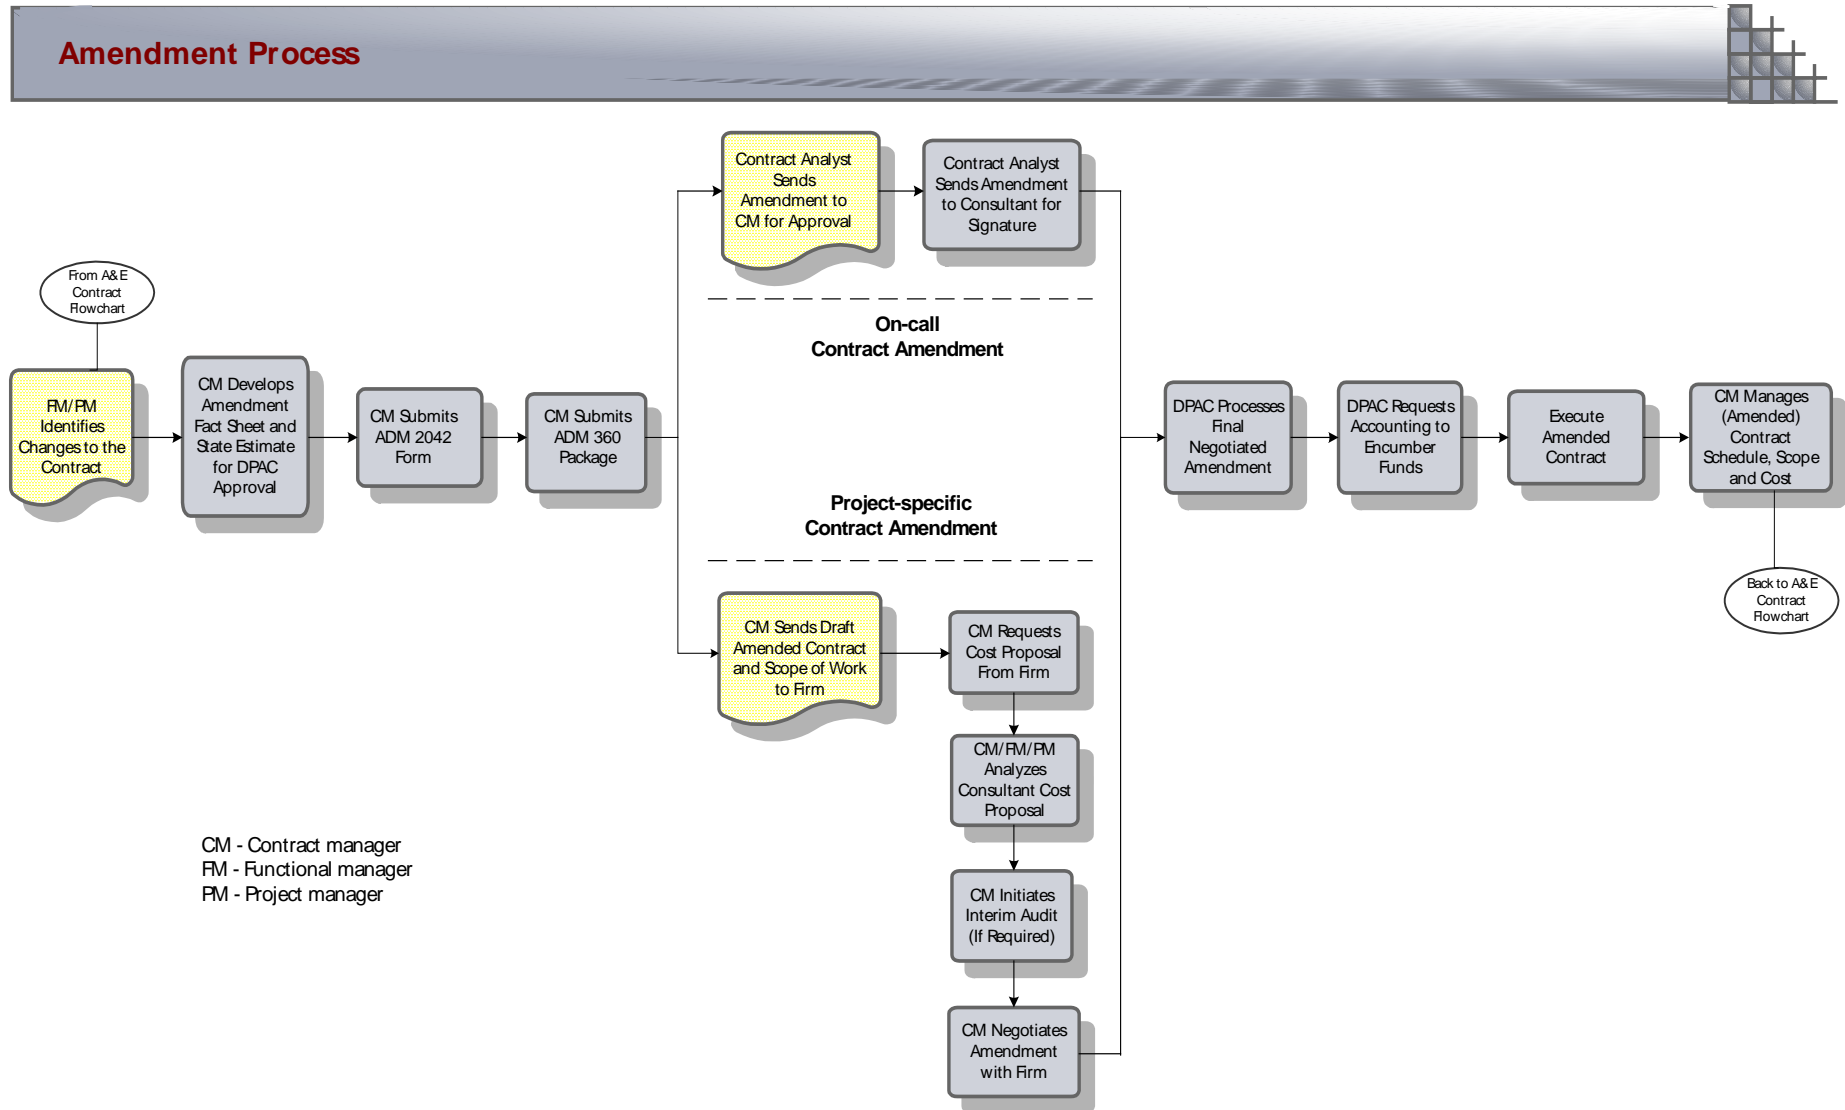 Amendment Process
From A&E
Contract
Flowchart
FM/PM
Identifies
Changes to the
Contract
CM Develops
Amendment
Fact Sheet and
State Estimate
for DPAC
Approval
CM Submits
ADM 2042
Form
CM Submits
ADM 360
Package
Contract Analyst
Sends
Amendment to
CM for Approval
Contract Analyst
Sends Amendment
to Consultant for
Signature
On-call
Contract Amendment
Project-specific
Contract Amendment
CM Sends Draft
Amended Contract
and Scope of Work
to Firm
CM Requests
Cost Proposal
From Firm
CM/FM/PM
Analyzes
Consultant Cost
Proposal
CM Initiates
Interim Audit
(If Required)
CM Negotiates
Amendment
with Firm
DPAC Processes
Final
Negotiated
Amendment
DPAC Requests
Accounting to
Encumber
Funds
Execute
Amended
Contract
CM Manages
(Amended)
Contract
Schedule, Scope
and Cost
Back to A&E
Contract
Flowchart
CM - Contract manager
FM - Functional manager
PM - Project manager